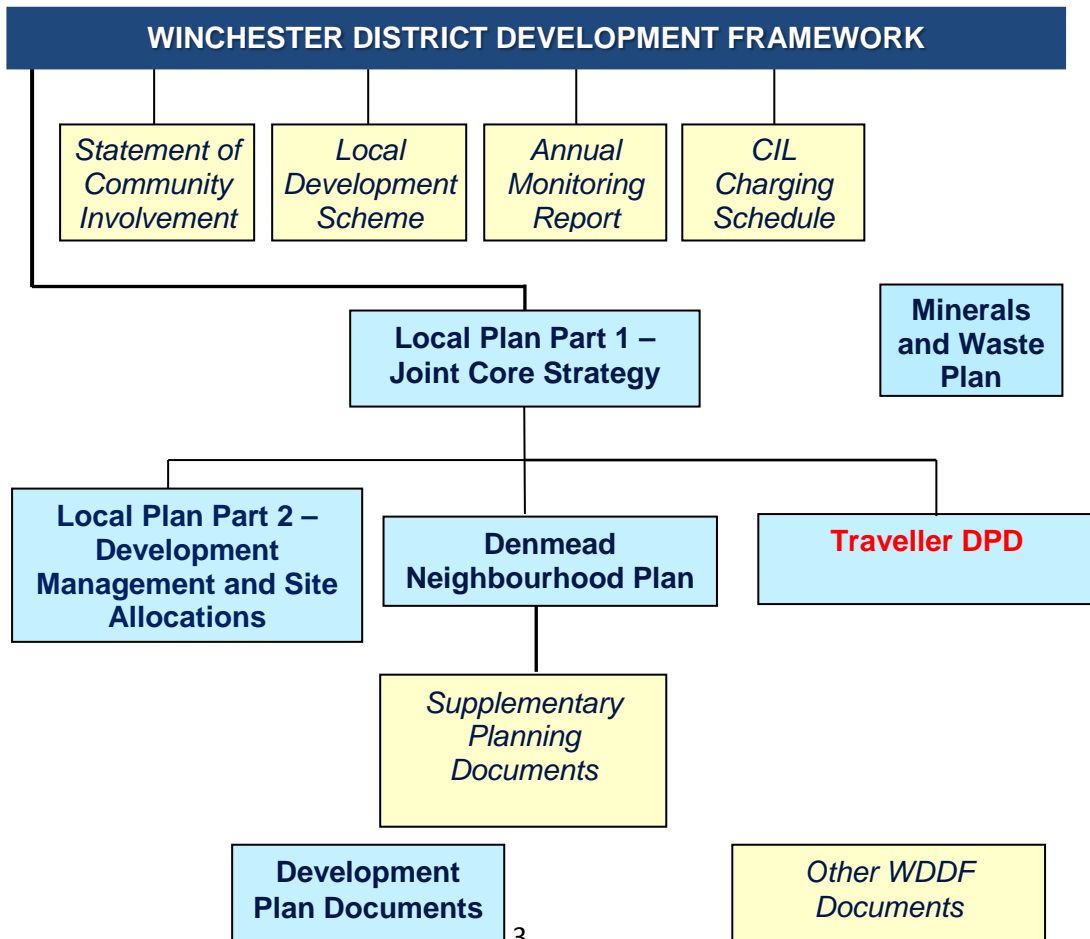 WINCHESTER DISTRICT DEVELOPMENT FRAMEWORK
Statement of
Community
Involvement
Local
Development
Scheme
Annual
Monitoring
Report
CIL
Charging
Schedule
Local Plan Part 1 –
Joint Core Strategy
Minerals
and Waste
Plan
Local Plan Part 2 –
Development
Management and Site
Allocations
Denmead
Neighbourhood Plan
Traveller DPD
Supplementary
Planning
Documents
Development
Plan Documents
Other WDDF
Documents
3